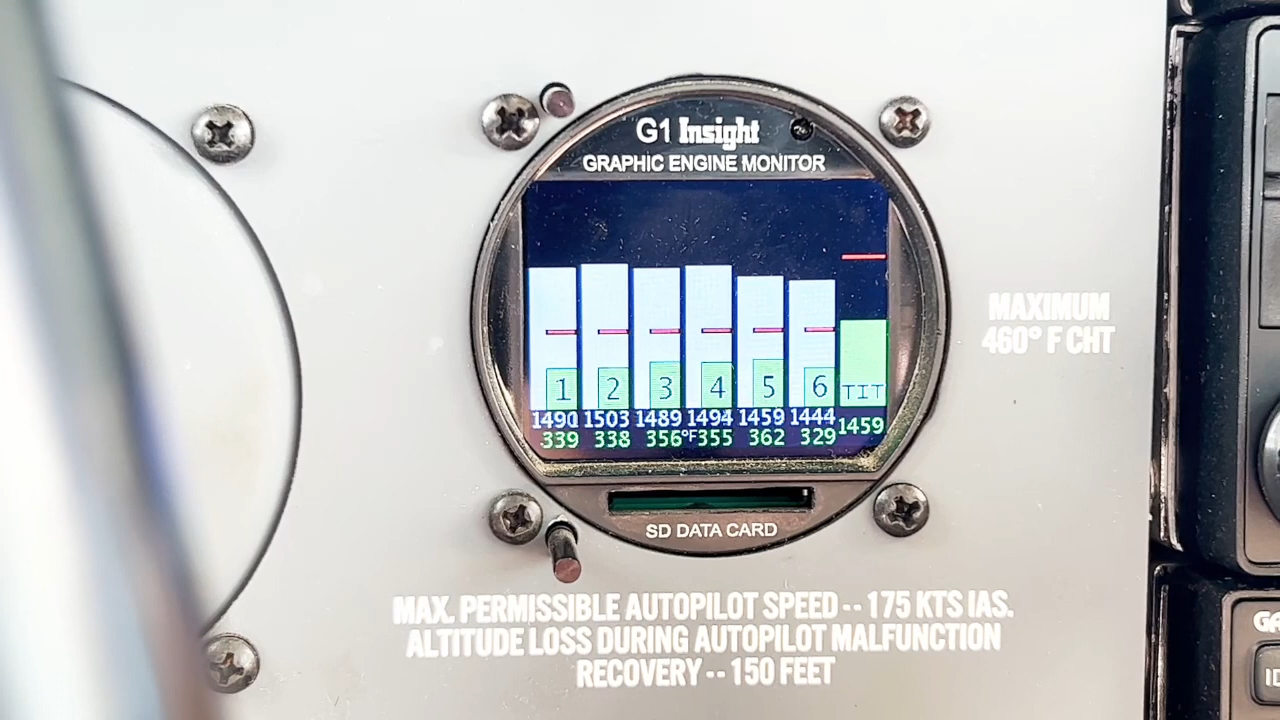 G1 Insight
GRAPHIC ENGINE MONITOR
1 2 3 4 5 6 TIT
1490 1503 1489 1494 1459 1444
339 338 356°F 355 362 329 1459
SD DATA CARD
MAXIMUM
460° F CHT
MAX. PERMISSIBLE AUTOPILOT SPEED -- 175 KTS IAS.
ALTITUDE LOSS DURING AUTOPILOT MALFUNCTION
RECOVERY -- 150 FEET